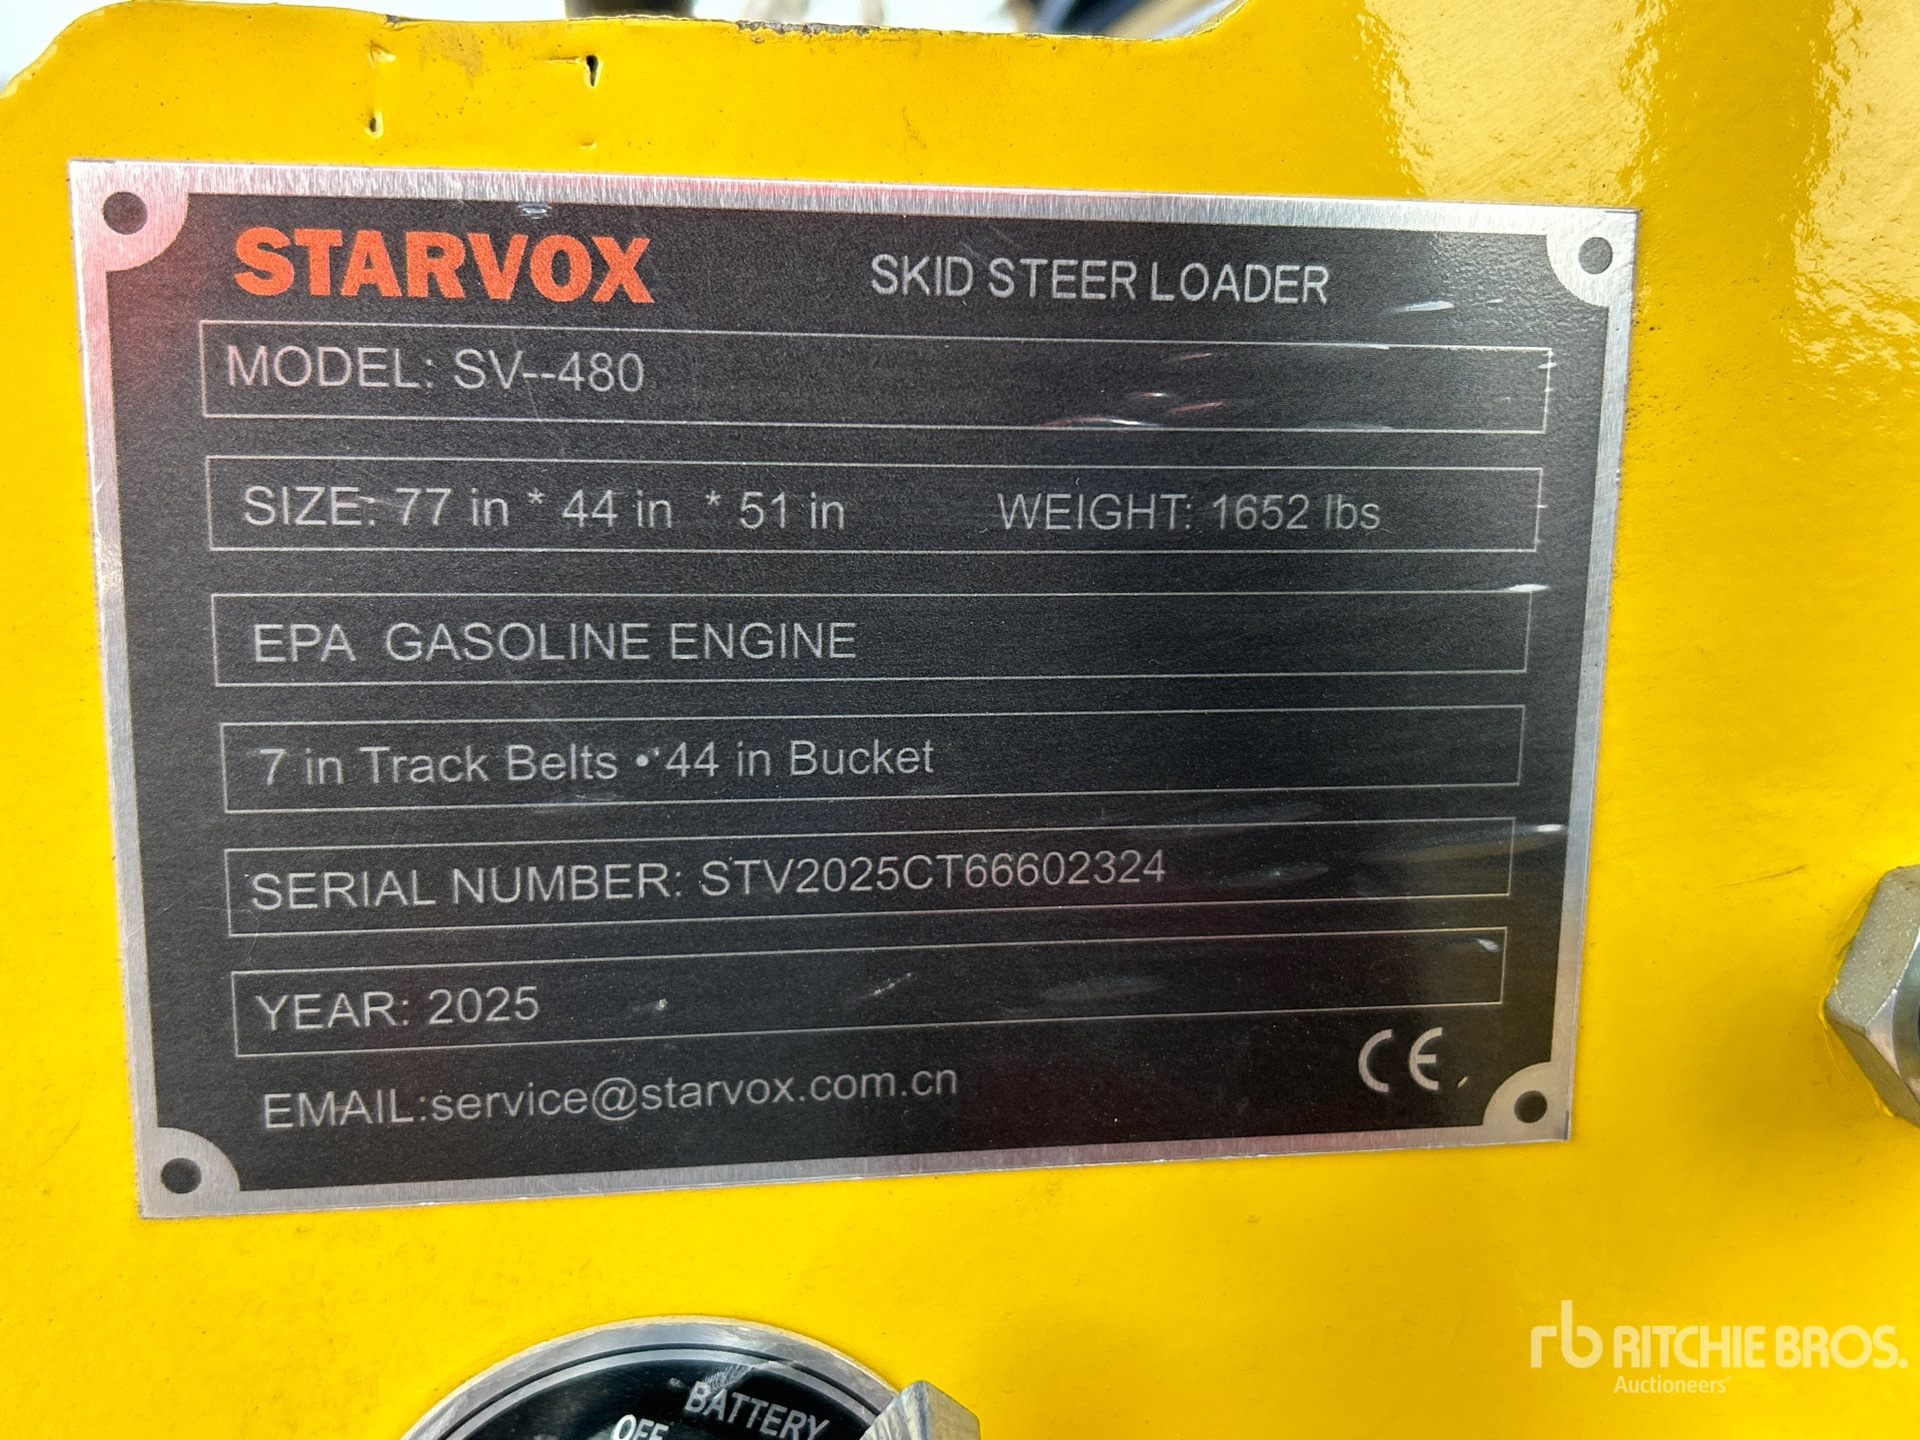 STARVOX SKID STEER LOADER
MODEL: SV--480
SIZE: 77 in * 44 in * 51 in WEIGHT: 1652 lbs
EPA GASOLINE ENGINE
7 in Track Belts • 44 in Bucket
SERIAL NUMBER: STV2025CT66602324
YEAR: 2025
EMAIL:service@starvox.com.cn
CE
BATTERY
OFF
rb RITCHIE BROS.
Auctioneers